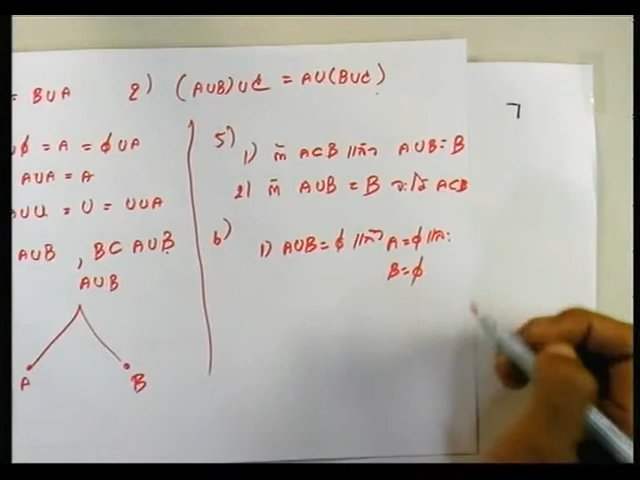 = B∪A 2) (A∪B)∪C = A∪(B∪C)
∪φ = A = φ∪A
A∪A = A
A∪U = U = U∪A
A∪B , B⊂ A∪B
A∪B
A B
5)
1) ถ้า A⊂B แล้ว A∪B = B
2) ถ้า A∪B = B จะได้ A⊂B
6)
1) A∪B = φ แล้ว A = φ และ
B = φ
7